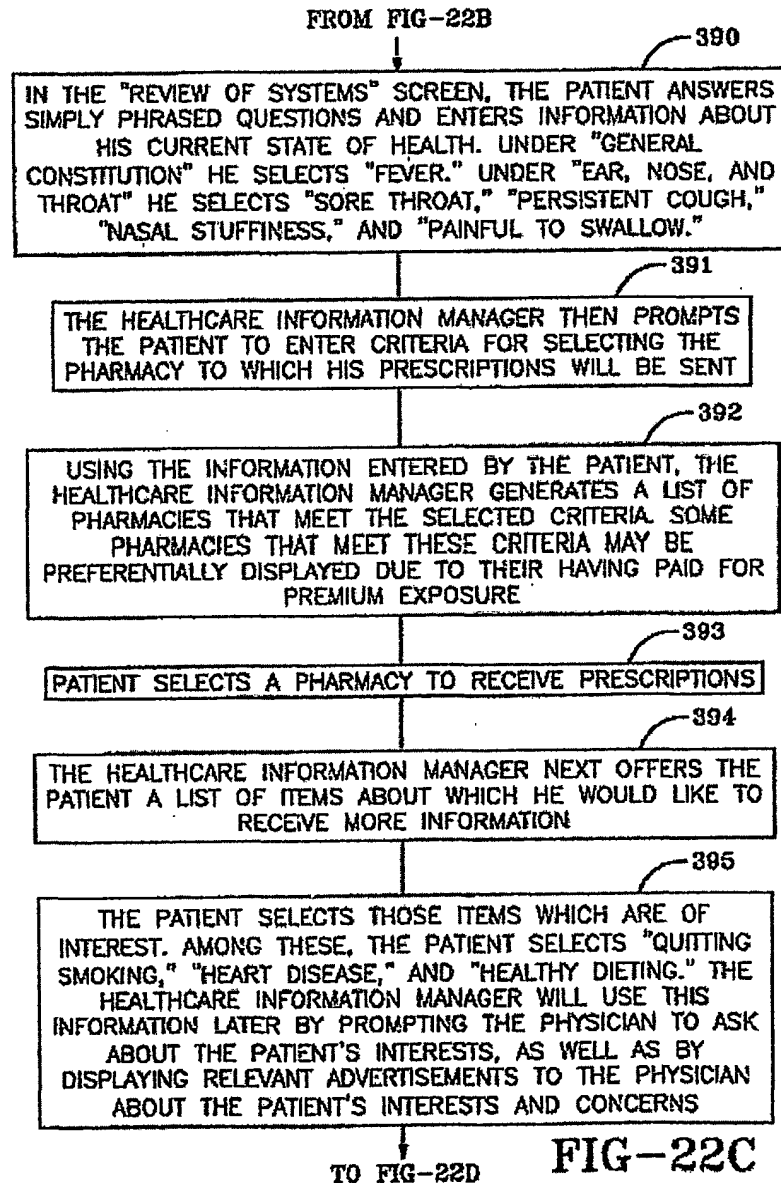 FROM FIG-22B
390
IN THE "REVIEW OF SYSTEMS" SCREEN, THE PATIENT ANSWERS
SIMPLY PHRASED QUESTIONS AND ENTERS INFORMATION ABOUT
HIS CURRENT STATE OF HEALTH. UNDER "GENERAL
CONSTITUTION" HE SELECTS "FEVER." UNDER "EAR, NOSE, AND
THROAT" HE SELECTS "SORE THROAT," "PERSISTENT COUGH,"
"NASAL STUFFINESS," AND "PAINFUL TO SWALLOW."
391
THE HEALTHCARE INFORMATION MANAGER THEN PROMPTS
THE PATIENT TO ENTER CRITERIA FOR SELECTING THE
PHARMACY TO WHICH HIS PRESCRIPTIONS WILL BE SENT
392
USING THE INFORMATION ENTERED BY THE PATIENT, THE
HEALTHCARE INFORMATION MANAGER GENERATES A LIST OF
PHARMACIES THAT MEET THE SELECTED CRITERIA. SOME
PHARMACIES THAT MEET THESE CRITERIA MAY BE
PREFERENTIALLY DISPLAYED DUE TO THEIR HAVING PAID FOR
PREMIUM EXPOSURE
393
PATIENT SELECTS A PHARMACY TO RECEIVE PRESCRIPTIONS
394
THE HEALTHCARE INFORMATION MANAGER NEXT OFFERS THE
PATIENT A LIST OF ITEMS ABOUT WHICH HE WOULD LIKE TO
RECEIVE MORE INFORMATION
395
THE PATIENT SELECTS THOSE ITEMS WHICH ARE OF
INTEREST. AMONG THESE, THE PATIENT SELECTS "QUITTING
SMOKING," "HEART DISEASE," AND "HEALTHY DIETING." THE
HEALTHCARE INFORMATION MANAGER WILL USE THIS
INFORMATION LATER BY PROMPTING THE PHYSICIAN TO ASK
ABOUT THE PATIENT'S INTERESTS, AS WELL AS BY
DISPLAYING RELEVANT ADVERTISEMENTS TO THE PHYSICIAN
ABOUT THE PATIENT'S INTERESTS AND CONCERNS
TO FIG-22D
FIG-22C